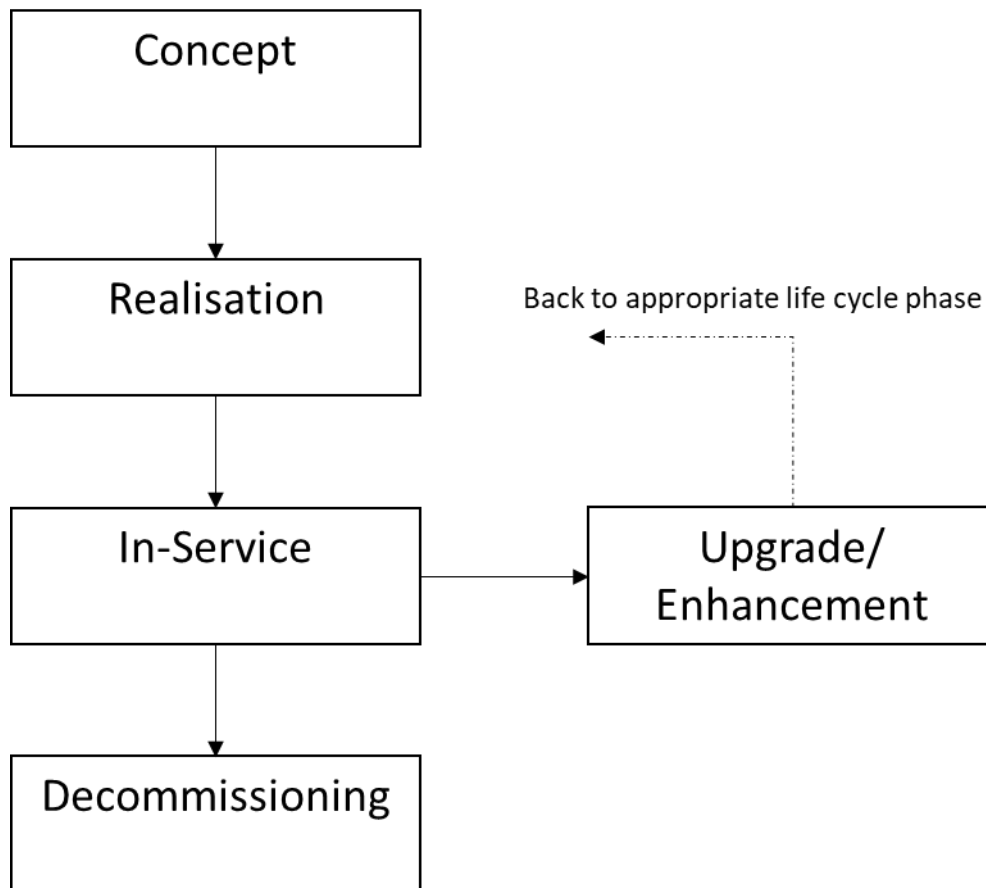 Concept
Realisation
Back to appropriate life cycle phase
In-Service
Upgrade/
Enhancement
Decommissioning